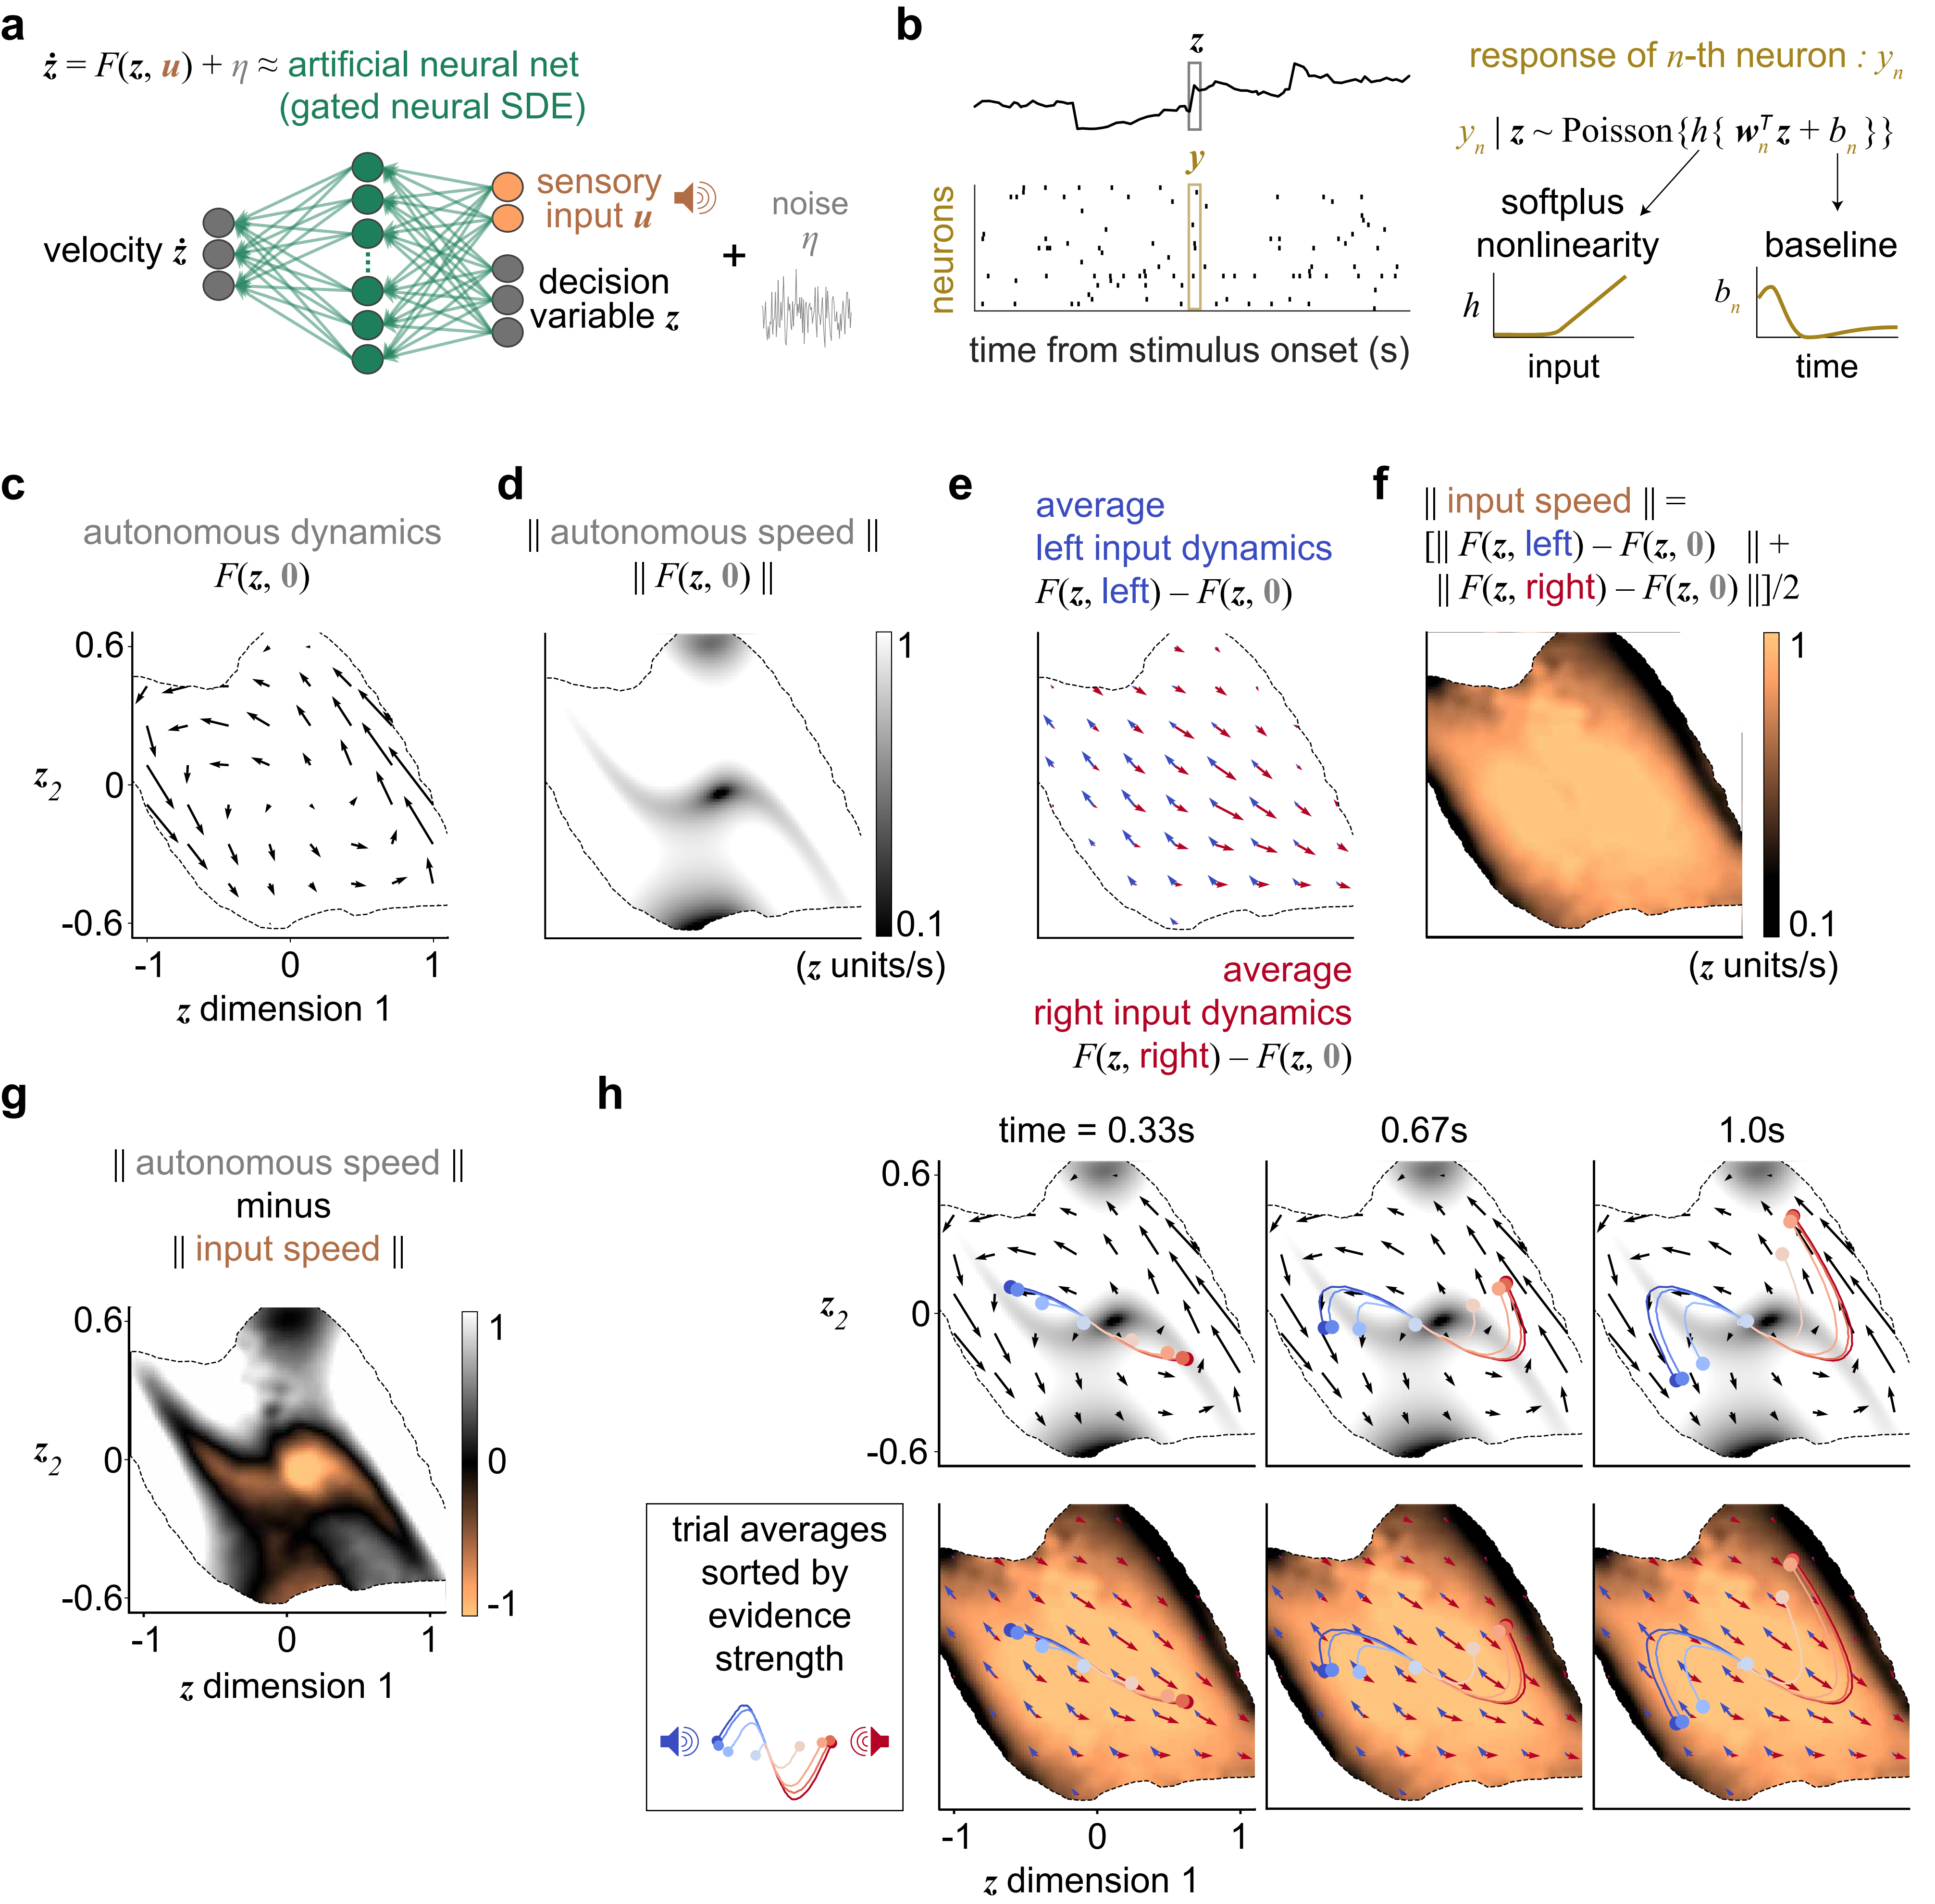 a
ż = F(z, u) + η ≈ artificial neural net
(gated neural SDE)
velocity ż
sensory
input u
decision
variable z
+
noise
η
b
z
y
neurons
time from stimulus onset (s)
response of n-th neuron : yₙ
yₙ | z ~ Poisson{h{ wₙᵀz + bₙ }}
softplus
nonlinearity
h
input
baseline
bₙ
time
c
autonomous dynamics
F(z, 0)
0.6
z₂
0
-0.6
-1 0 1
z dimension 1
d
|| autonomous speed ||
|| F(z, 0) ||
1
0.1
(z units/s)
e
average
left input dynamics
F(z, left) – F(z, 0)
average
right input dynamics
F(z, right) – F(z, 0)
f
|| input speed || =
[|| F(z, left) – F(z, 0) || +
|| F(z, right) – F(z, 0) ||]/2
1
0.1
(z units/s)
g
|| autonomous speed ||
minus
|| input speed ||
0.6
z₂
0
-0.6
-1 0 1
z dimension 1
1
0
-1
h
time = 0.33s 0.67s 1.0s
0.6
z₂
0
-0.6
trial averages
sorted by
evidence
strength
-1 0 1
z dimension 1